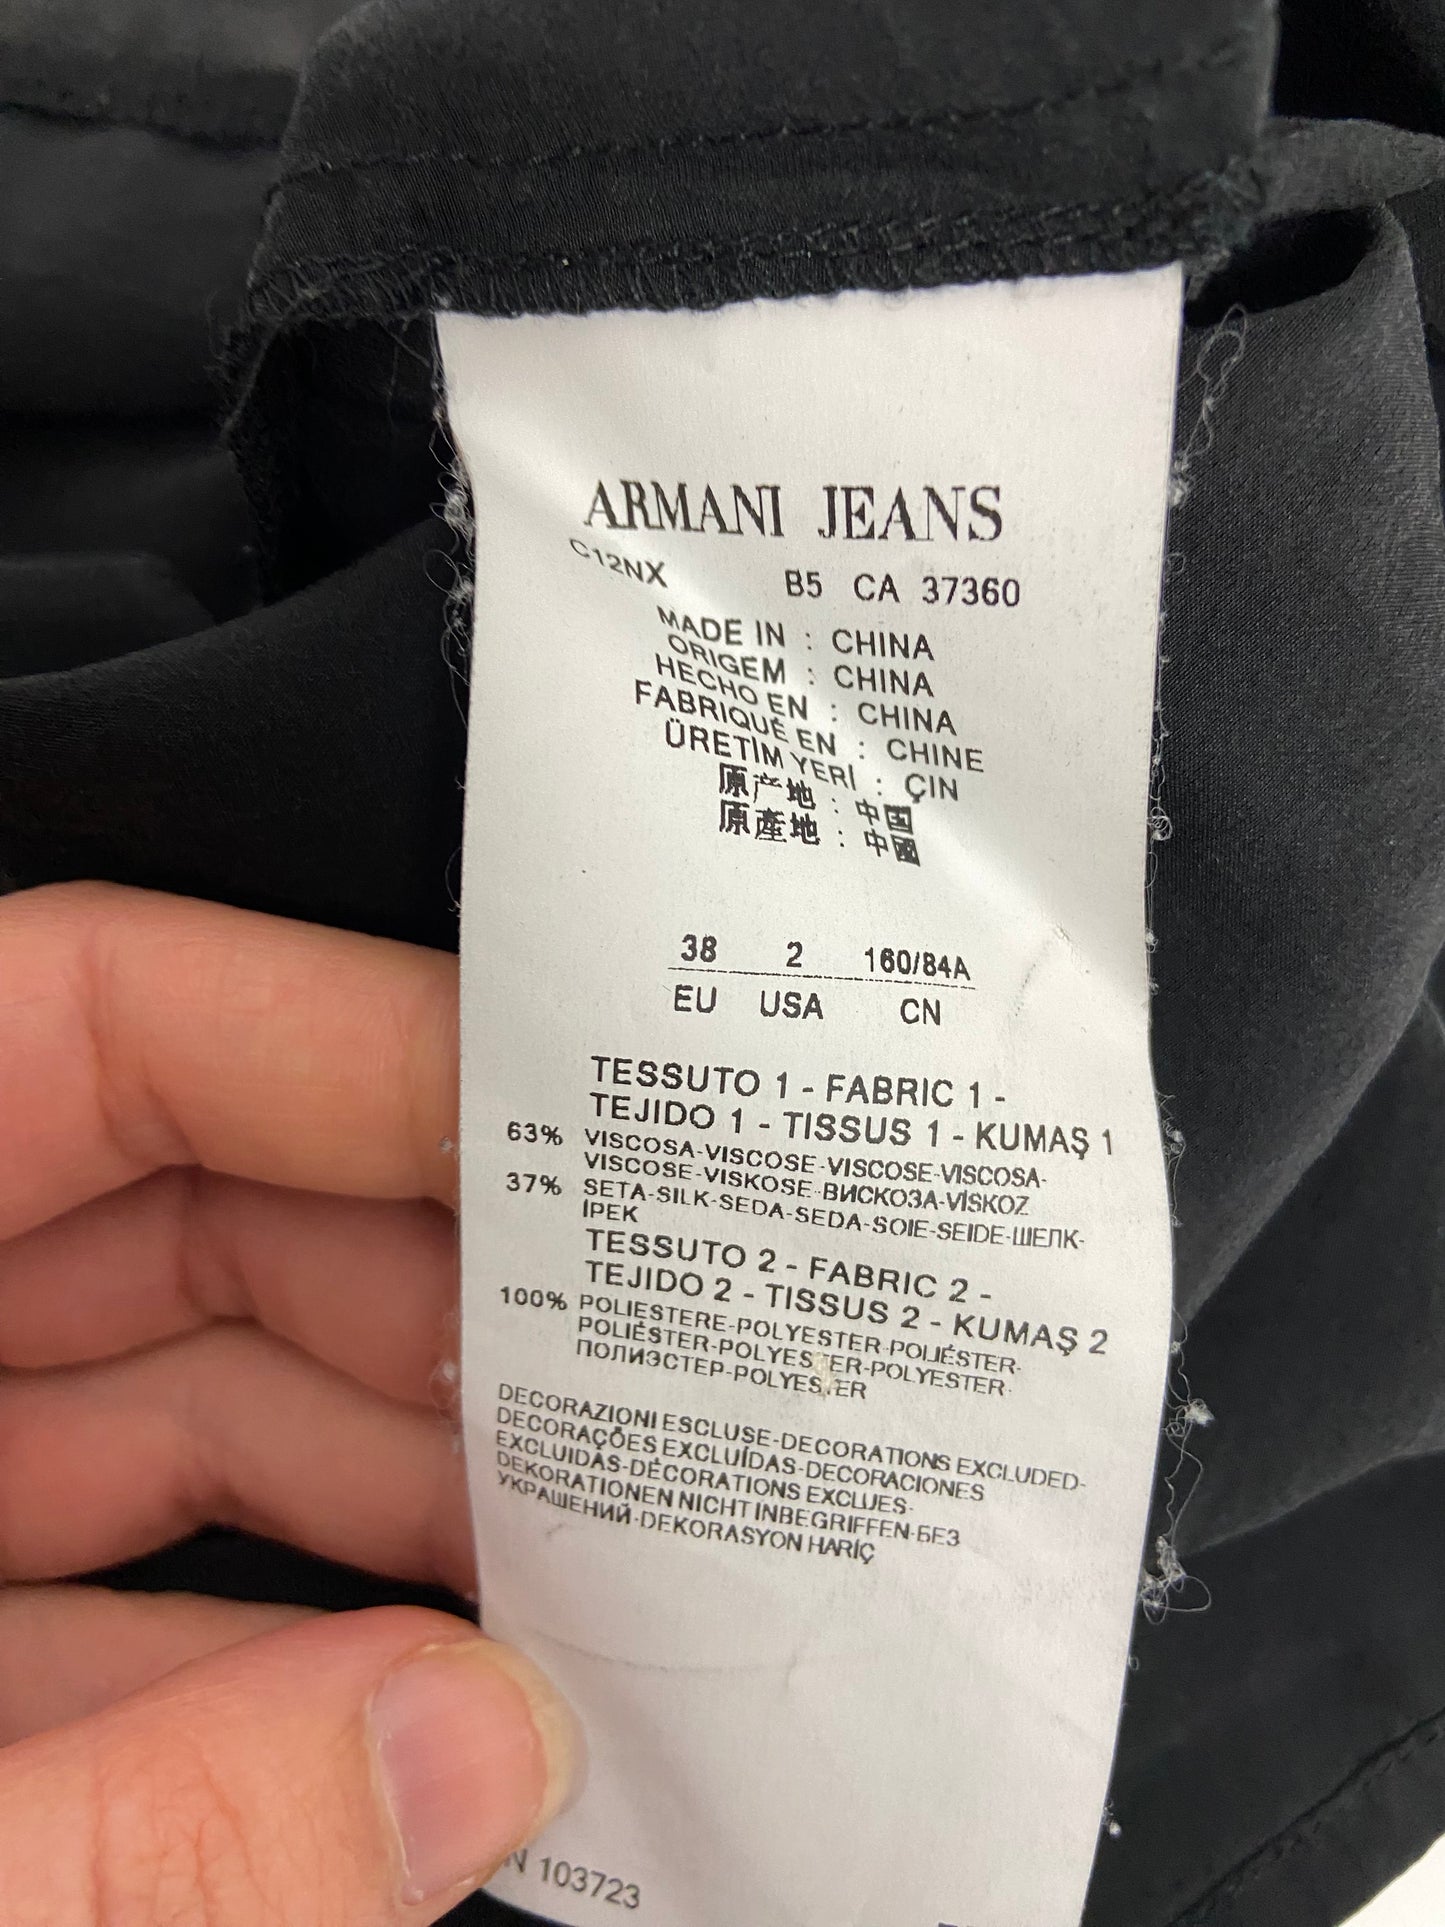 ARMANI JEANS
C12NX B5 CA 37360
MADE IN : CHINA
ORIGEM : CHINA
HECHO EN : CHINA
FABRIQUÉ EN : CHINE
ÜRETİM YERİ : ÇIN
原产地 : 中国
原產地 : 中國
38 2 160/84A
EU USA CN
TESSUTO 1 - FABRIC 1 -
TEJIDO 1 - TISSUS 1 - KUMAŞ 1
63% VISCOSA-VISCOSE-VISCOSE-VISCOSA-
VISCOSE-VISKOSE-ВИСКОЗА-VİSKOZ
37% SETA-SILK-SEDA-SEDA-SOIE-SEIDE-ШЕЛК-
İPEK
TESSUTO 2 - FABRIC 2 -
TEJIDO 2 - TISSUS 2 - KUMAŞ 2
100% POLIESTERE-POLYESTER-POLIÉSTER-
POLIÉSTER-POLYESTER-POLYESTER-
ПОЛИЭСТЕР-POLYESTER
DECORAZIONI ESCLUSE-DECORATIONS EXCLUDED-
DECORAÇÕES EXCLUÍDAS-DECORACIONES
EXCLUIDAS-DÉCORATIONS EXCLUES-
DEKORATIONEN NICHT INBEGRIFFEN-БЕЗ
УКРАШЕНИЙ-DEKORASYON HARİÇ
N 103723